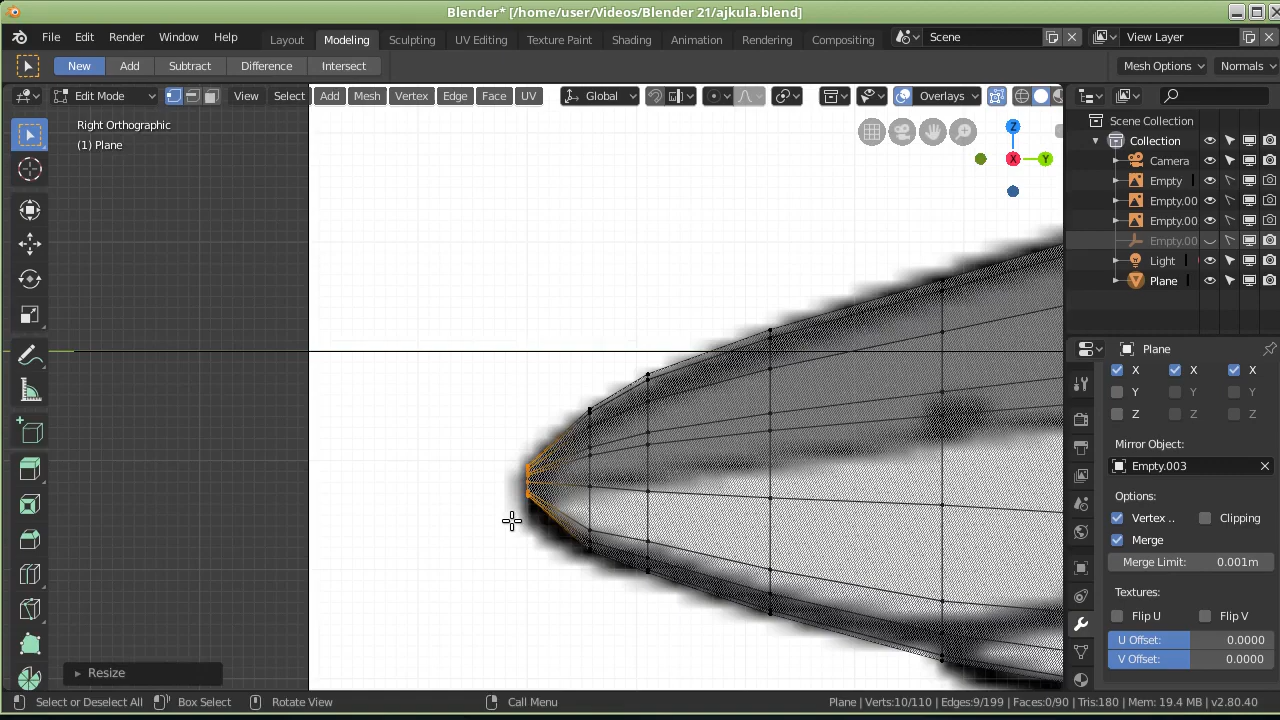 Blender* [/home/user/Videos/Blender 21/ajkula.blend]
File Edit Render Window Help Layout Modeling Sculpting UV Editing Texture Paint Shading Animation Rendering Compositing Scene View Layer
New Add Subtract Difference Intersect Mesh Options Normals
Edit Mode View Select Add Mesh Vertex Edge Face UV Global Overlays
Right Orthographic
(1) Plane
Z
X
Y
Scene Collection
Collection
Camera
Empty
Empty.00
Empty.00
Empty.00
Light
Plane
Plane
X X X
Y Y Y
Z Z Z
Mirror Object:
Empty.003
Options:
Vertex .. Clipping
Merge
Merge Limit: 0.001m
Textures:
Flip U Flip V
U Offset: 0.0000
V Offset: 0.0000
Resize
Select or Deselect All Box Select Rotate View Call Menu Plane | Verts:10/110 | Edges:9/199 | Faces:0/90 | Tris:180 | Mem: 19.4 MB | v2.80.40